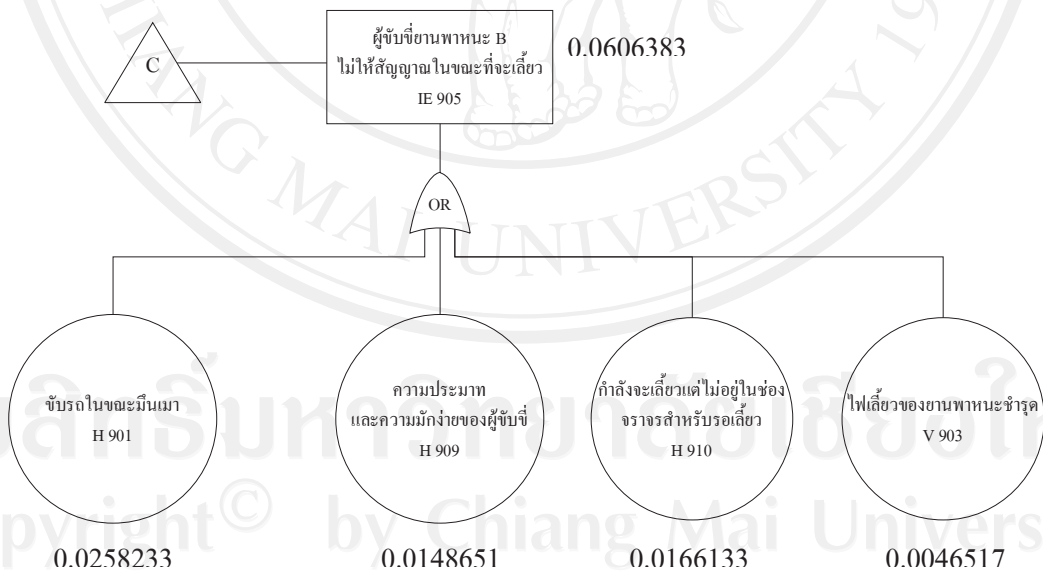 C
ผู้ขับขี่ยานพาหนะ B
ไม่ให้สัญญาณในขณะที่จะเลี้ยว
IE 905
0.0606383
OR
ขับรถในขณะมึนเมา
H 901
ความประมาท
และความมักง่ายของผู้ขับขี่
H 909
กำลังจะเลี้ยวแต่ไม่อยู่ในช่อง
จราจรสำหรับรอเลี้ยว
H 910
ไฟเลี้ยวของยานพาหนะชำรุด
V 903
0.0258233
0.0148651
0.0166133
0.0046517
MAI UNIVERSITY 19
by Chiang Mai